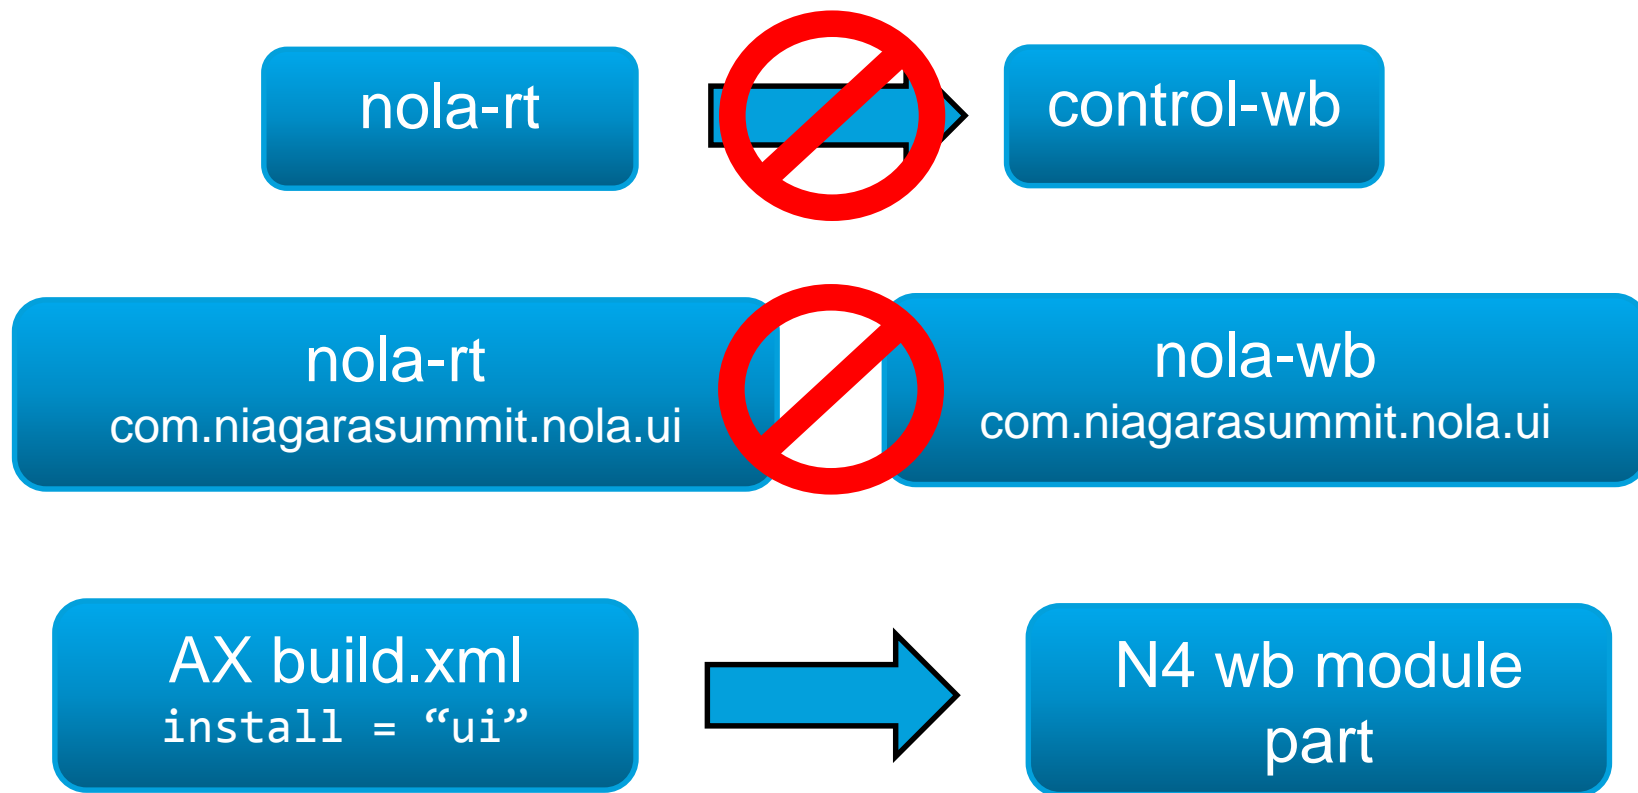 nola-rt
control-wb
nola-rt
com.niagarasummit.nola.ui
nola-wb
com.niagarasummit.nola.ui
AX build.xml
install = “ui”
N4 wb module
part